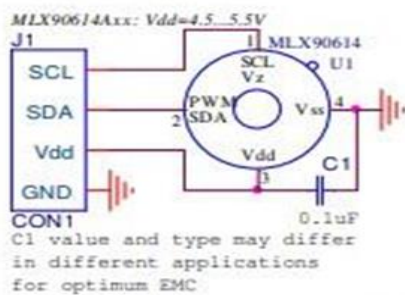 MLX90614Axx: Vdd=4.5...5.5V
J1
SCL
SDA
Vdd
GND
CON1
1
MLX90614
U1
SCL
Vz
PWM
SDA
2
Vss
4
Vdd
3
C1
0.1uF
C1 value and type may differ
in different applications
for optimum EMC